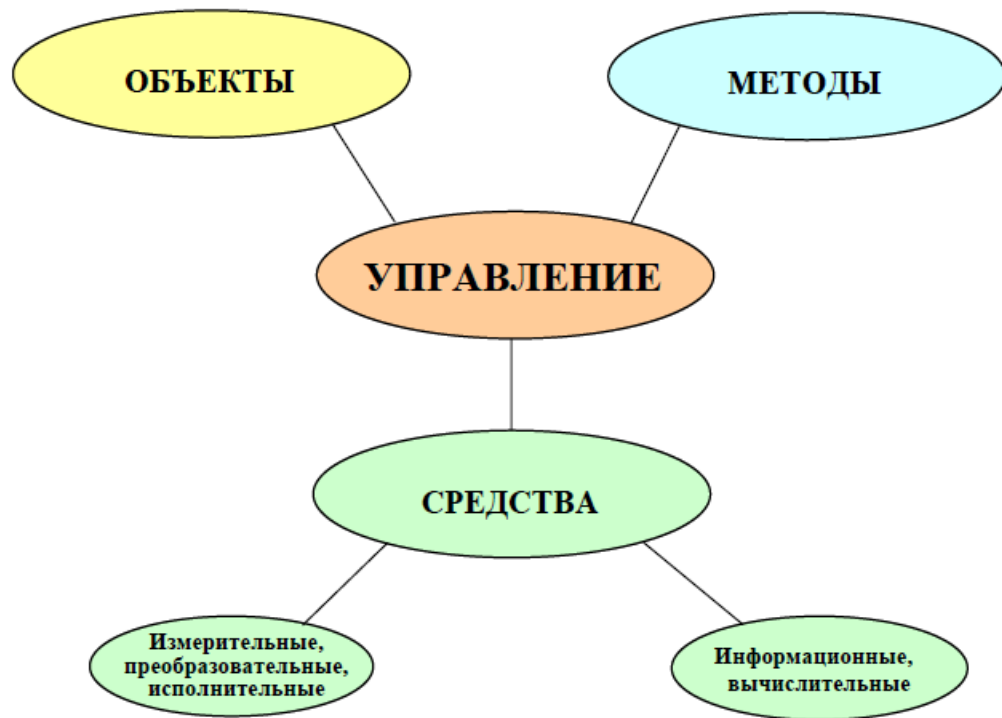 ОБЪЕКТЫ
МЕТОДЫ
УПРАВЛЕНИЕ
СРЕДСТВА
Измерительные,
преобразовательные,
исполнительные
Информационные,
вычислительные